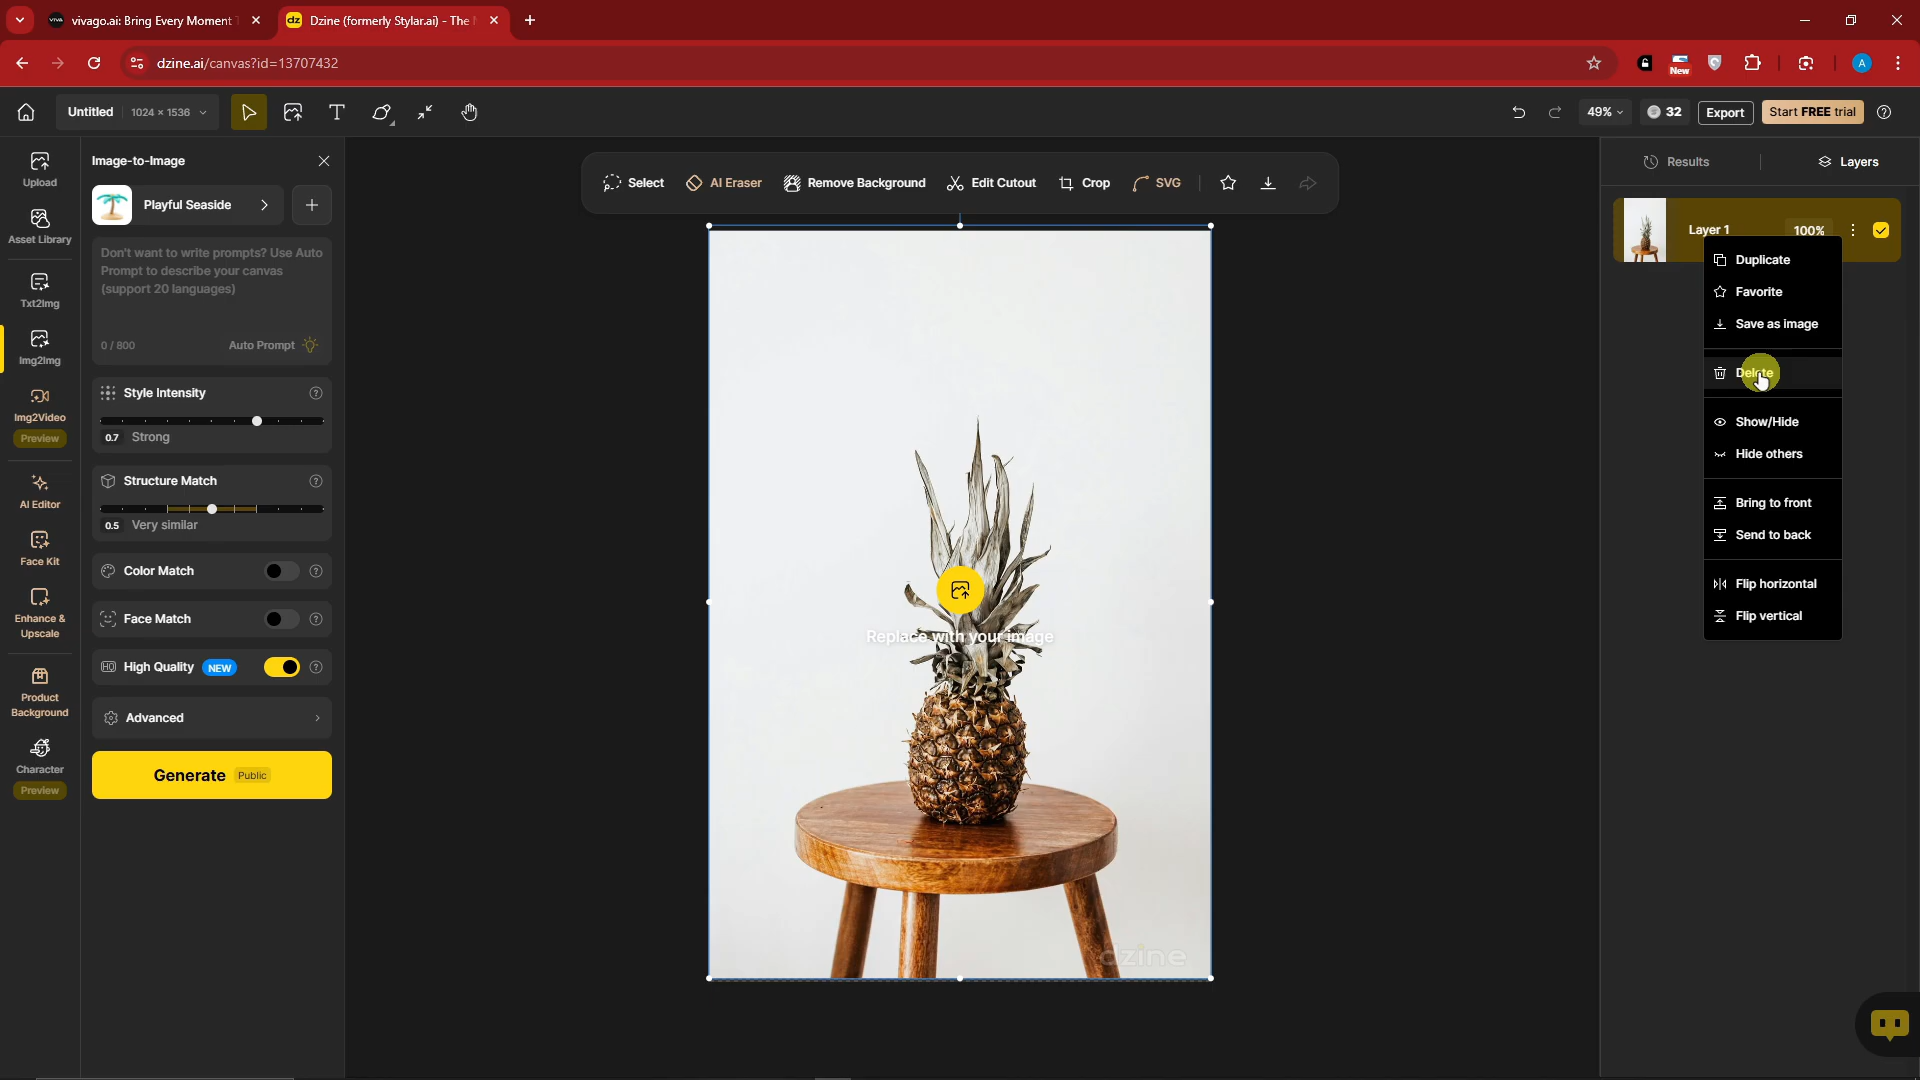 vivago.ai: Bring Every Moment
Dzine (formerly Stylar.ai) - The
dzine.ai/canvas?id=13707432
New
A
Untitled 1024 × 1536
49%
32
Export
Start FREE trial
Upload
Asset Library
Txt2Img
Img2Img
Img2Video
Preview
AI Editor
Face Kit
Enhance &
Upscale
Product
Background
Character
Preview
Image-to-Image
Playful Seaside
Don't want to write prompts? Use Auto
Prompt to describe your canvas
(support 20 languages)
0 / 800 Auto Prompt
Style Intensity
0.7 Strong
Structure Match
0.5 Very similar
Color Match
Face Match
HQ High Quality NEW
Advanced
Generate Public
Select AI Eraser Remove Background Edit Cutout Crop SVG
Replace with your image
dzine
Results Layers
Layer 1 100%
Duplicate
Favorite
Save as image
Delete
Show/Hide
Hide others
Bring to front
Send to back
Flip horizontal
Flip vertical